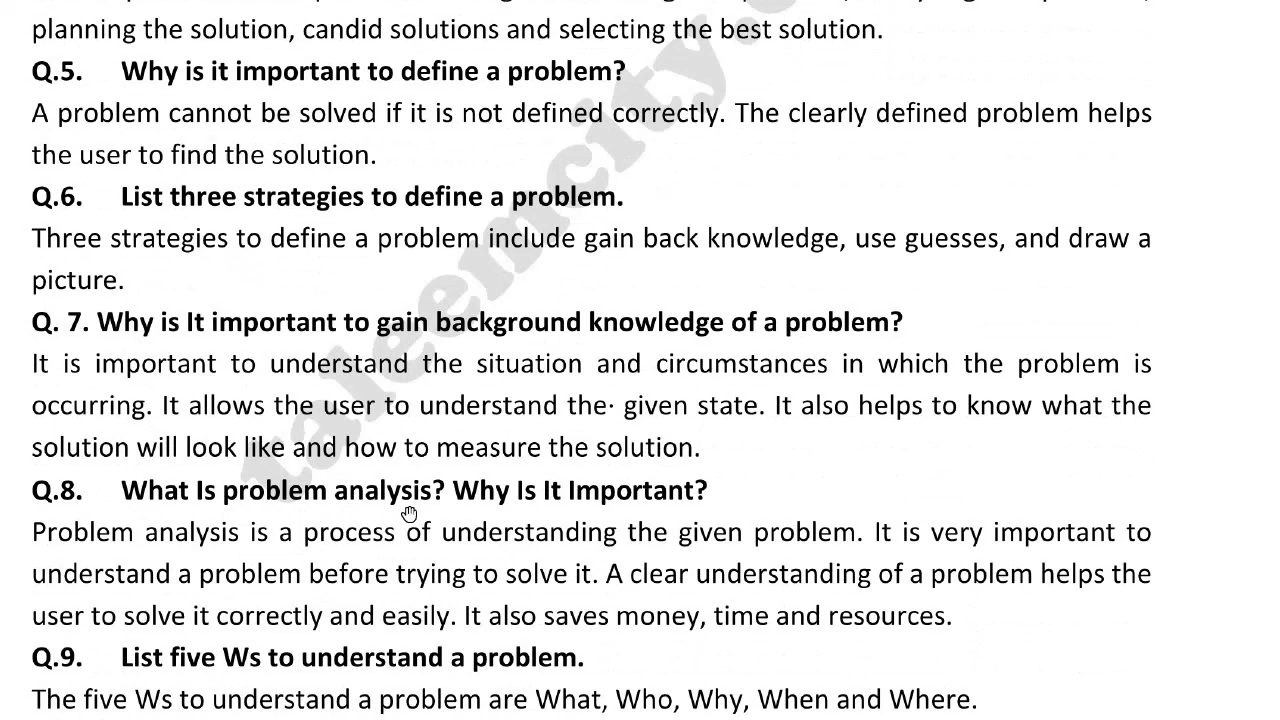 planning the solution, candid solutions and selecting the best solution.
Q.5. Why is it important to define a problem?
A problem cannot be solved if it is not defined correctly. The clearly defined problem helps
the user to find the solution.
Q.6. List three strategies to define a problem.
Three strategies to define a problem include gain back knowledge, use guesses, and draw a
picture.
Q. 7. Why is It important to gain background knowledge of a problem?
It is important to understand the situation and circumstances in which the problem is
occurring. It allows the user to understand the· given state. It also helps to know what the
solution will look like and how to measure the solution.
Q.8. What Is problem analysis? Why Is It Important?
Problem analysis is a process of understanding the given problem. It is very important to
understand a problem before trying to solve it. A clear understanding of a problem helps the
user to solve it correctly and easily. It also saves money, time and resources.
Q.9. List five Ws to understand a problem.
The five Ws to understand a problem are What, Who, Why, When and Where.
taleemcity.